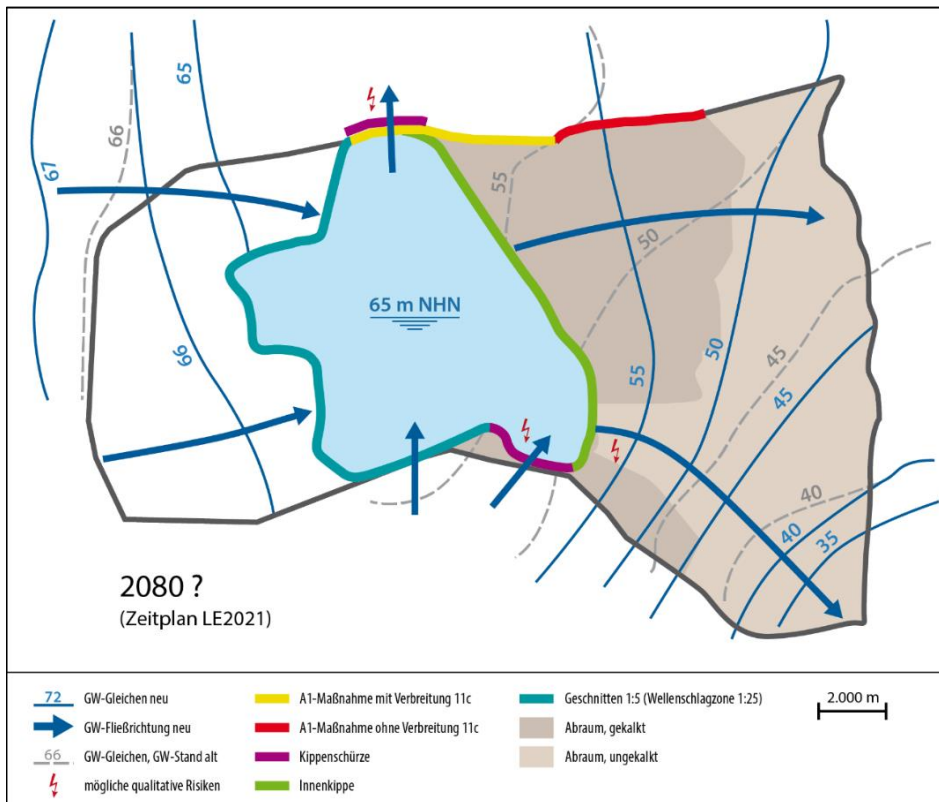 65
66
67
55
50
65 m NHN
66
55
50
45
45
40
40
35
2080 ?
(Zeitplan LE2021)
72 GW-Gleichen neu
GW-Fließrichtung neu
66 GW-Gleichen, GW-Stand alt
mögliche qualitative Risiken
A1-Maßnahme mit Verbreitung 11c
A1-Maßnahme ohne Verbreitung 11c
Kippenschürze
Innenkippe
Geschnitten 1:5 (Wellenschlagzone 1:25)
Abraum, gekalkt
Abraum, ungekalkt
2.000 m